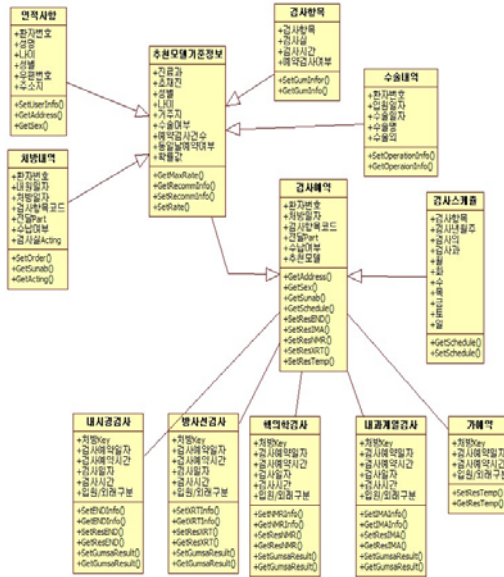 인적사항
+환자번호
+성명
+나이
+성별
+우편번호
+주소지
+SetUserInfo()
+GetAddress()
+GetSex()
추천모델기준정보
+진료과
+초재진
+성별
+나이
+거주지
+수술여부
+예약검사건수
+동일날예약여부
+확률값
+GetMaxRate()
+GetRecommInfo()
+SetRecommInfo()
+SetRate()
검사항목
+검사항목
+검사실
+검사시간
+예약검사여부
+SetGumInfor()
+GetGumInfo()
수술내역
+환자번호
+입원일자
+수술일자
+수술명
+수술의
+SetOperationInfo()
+GetOperaionInfo()
처방내역
+환자번호
+내원일자
+처방일자
+검사항목코드
+전달Part
+수납여부
+검사실Acting
+SetOrder()
+GetSunab()
+GetActing()
검사예약
+환자번호
+처방일자
+검사항목코드
+전달Part
+수납여부
+추천모델
+GetAddress()
+GetSex()
+GetSunab()
+GetSchedule()
+SetResEND()
+SetResIMA()
+SetResNMR()
+SetResXRT()
+SetResTemp()
검사스케쥴
+검사항목
+검사년월주
+검사의
+검사과
+월
+화
+수
+목
+금
+토
+일
+GetSchedule()
+SetSchedule()
내시경검사
+처방Key
+검사예약일자
+검사예약시간
+검사일자
+검사시간
+입원/외래구분
+SetENDInfo()
+GetENDInfo()
+SetResEND()
+GetResEND()
+SetGumsaResult()
+GetGumsaResult()
방사선검사
+처방Key
+검사예약일자
+검사예약시간
+검사일자
+검사시간
+입원/외래구분
+SetXRTInfo()
+GetXRTInfo()
+SetResXRT()
+GetResXRT()
+SetGumsaResult()
+GetGumsaResult()
핵의학검사
+처방Key
+검사예약일자
+검사예약시간
+검사일자
+검사시간
+입원/외래구분
+SetNMRInfo()
+GetNMRInfo()
+SetResNMR()
+GetResNMR()
+SetGumsaResult()
+GetGumsaResult()
내과계열검사
+처방Key
+검사예약일자
+검사예약시간
+검사일자
+검사시간
+입원/외래구분
+SetIMAInfo()
+GetIMAInfo()
+SetResIMA()
+GetResIMA()
+SetGumsaResult()
+GetGumsaResult()
가예약
+처방Key
+검사예약일자
+검사예약시간
+입원/외래구분
+SetResTemp()
+GetResTemp()